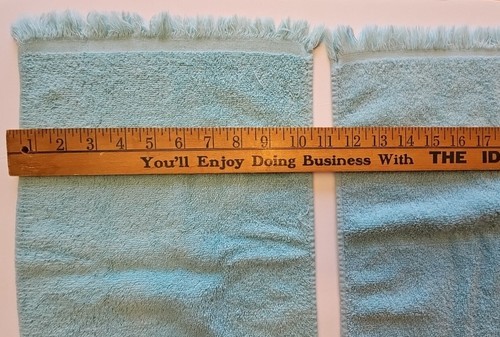 1 2 3 4 5 6 7 8 9 10 11 12 13 14 15 16 17
You'll Enjoy Doing Business With THE ID